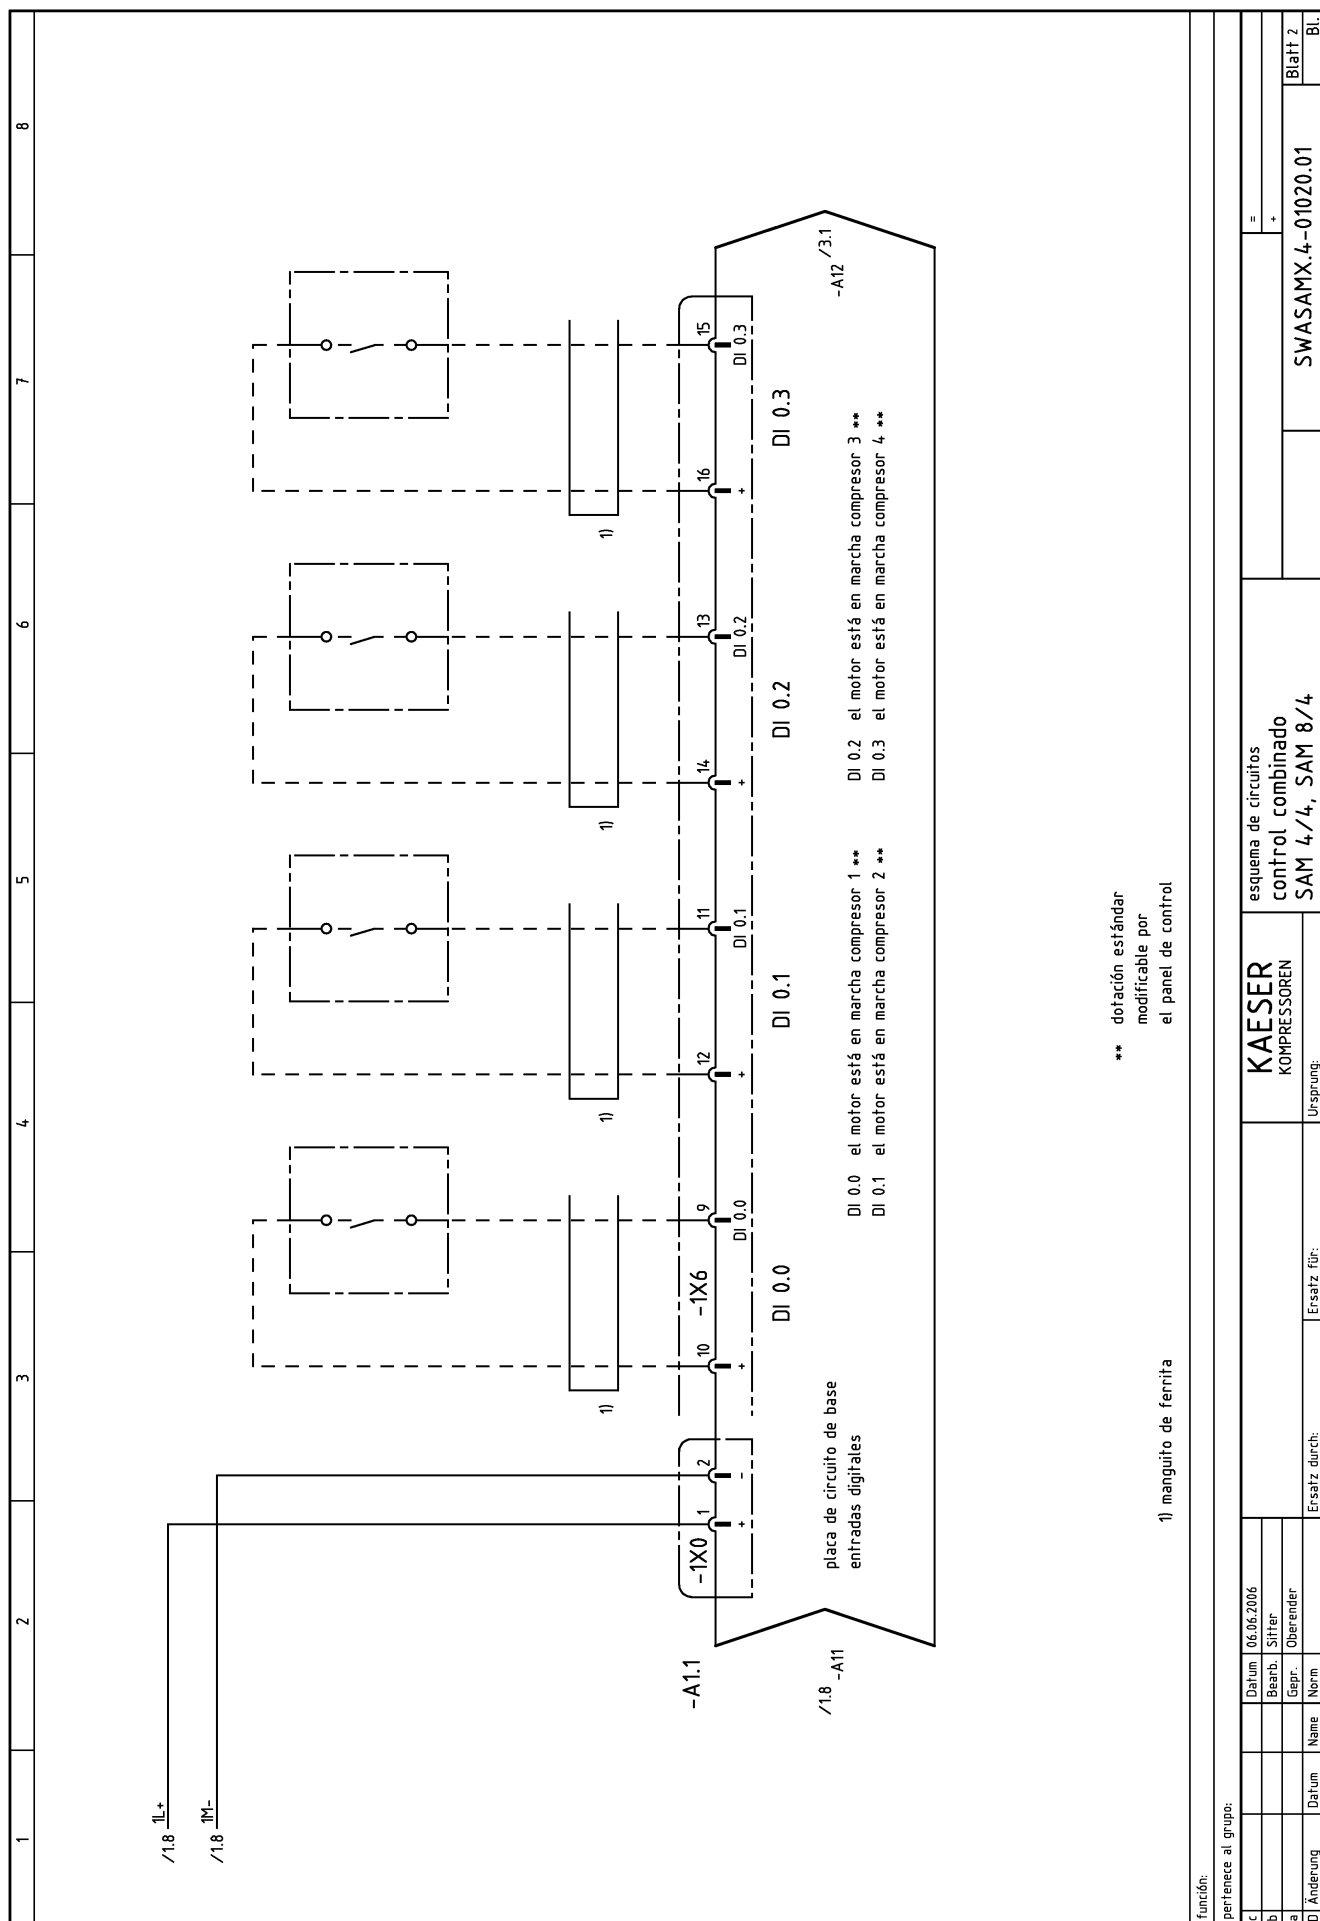 1 2 3 4 5 6 7 8
/1.8 1L+
/1.8 1M-
1) 1) 1) 1)
-A1.1
-1X0 1 2
+ -
-1X6
10 9 12 11 14 13 16 15
+ DI 0.0 + DI 0.1 + DI 0.2 + DI 0.3
DI 0.0 DI 0.1 DI 0.2 DI 0.3
/1.8 -A11
-A12 /3.1
placa de circuito de base
entradas digitales
DI 0.0 el motor está en marcha compresor 1 **
DI 0.1 el motor está en marcha compresor 2 **
DI 0.2 el motor está en marcha compresor 3 **
DI 0.3 el motor está en marcha compresor 4 **
** dotación estándar
modificable por
el panel de control
1) manguito de ferrita
función:
pertenece al grupo:
c
b
a
D Änderung Datum Name
Datum 06.06.2006
Bearb. Sitter
Gepr. Oberender
Norm
Ersatz durch: Ersatz für: Ursprung:
KAESER
KOMPRESSOREN
esquema de circuitos
control combinado
SAM 4/4, SAM 8/4
=
+
SWASAMX.4-01020.01
Blatt 2
Bl.